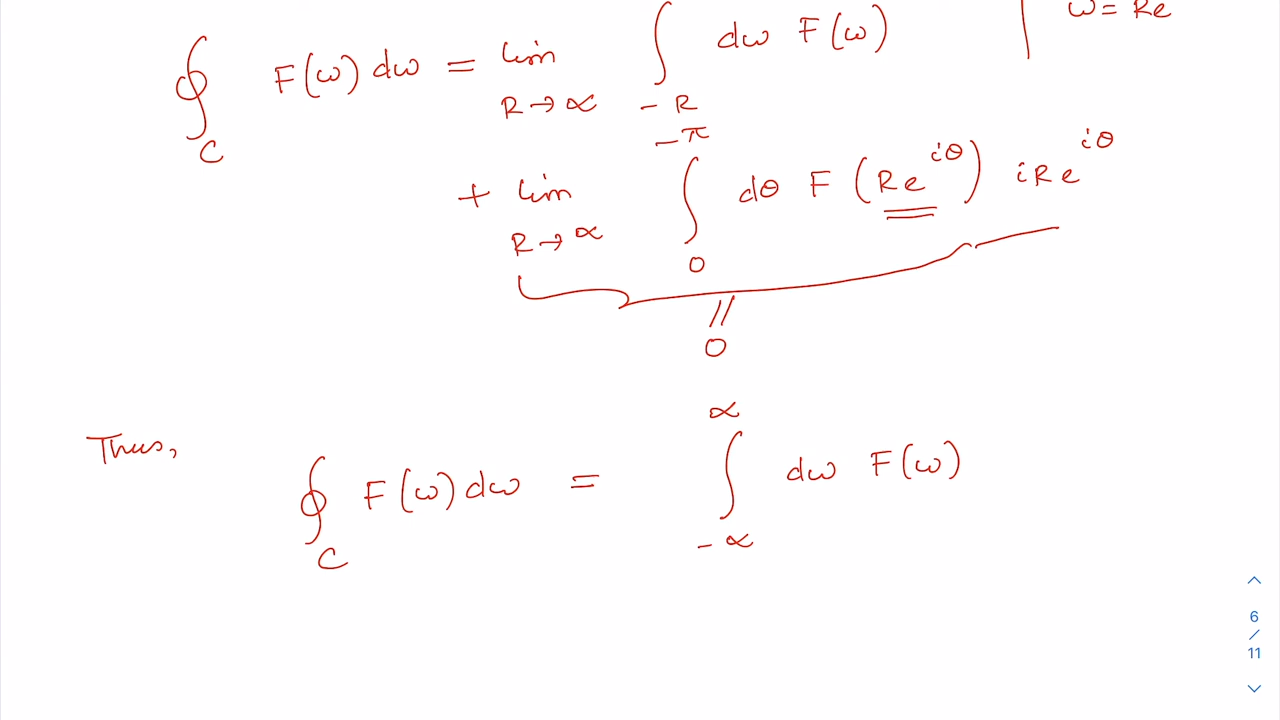 ∮_C F(ω) dω = lim_{R→∝} ∫_{-R} dω F(ω) | ω = Re
+ lim_{R→∝} ∫_0^{-π} dθ F(Re^{iθ}) iRe^{iθ}
//
0
Thus,
∮_C F(ω) dω = ∫_{-∝}^{∝} dω F(ω)
6
/
11